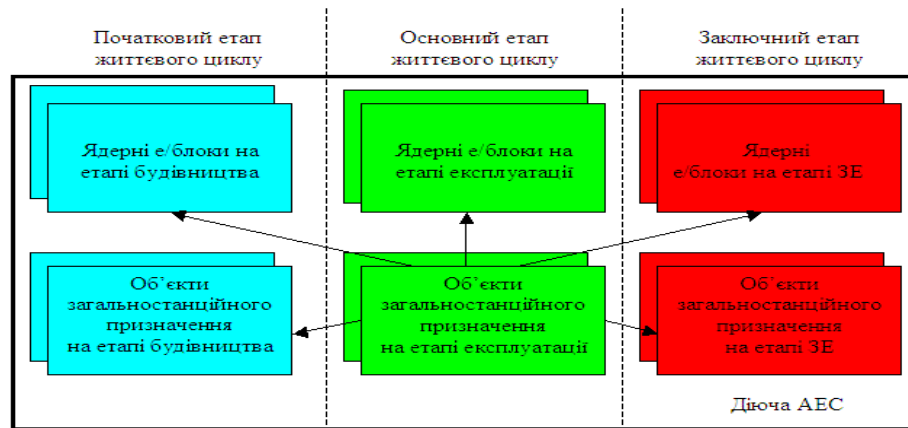 Початковий етап
життєвого циклу
Основний етап
життєвого циклу
Заключний етап
життєвого циклу
Ядерні е/блоки на
етапі будівництва
Ядерні е/блоки на
етапі експлуатації
Ядерні
е/блоки на етапі ЗЕ
Об’єкти
загальностанційного
призначення
на етапі будівництва
Об’єкти
загальностанційного
призначення
на етапі експлуатації
Об’єкти
загальностанційного
призначення
на етапі ЗЕ
Діюча АЕС